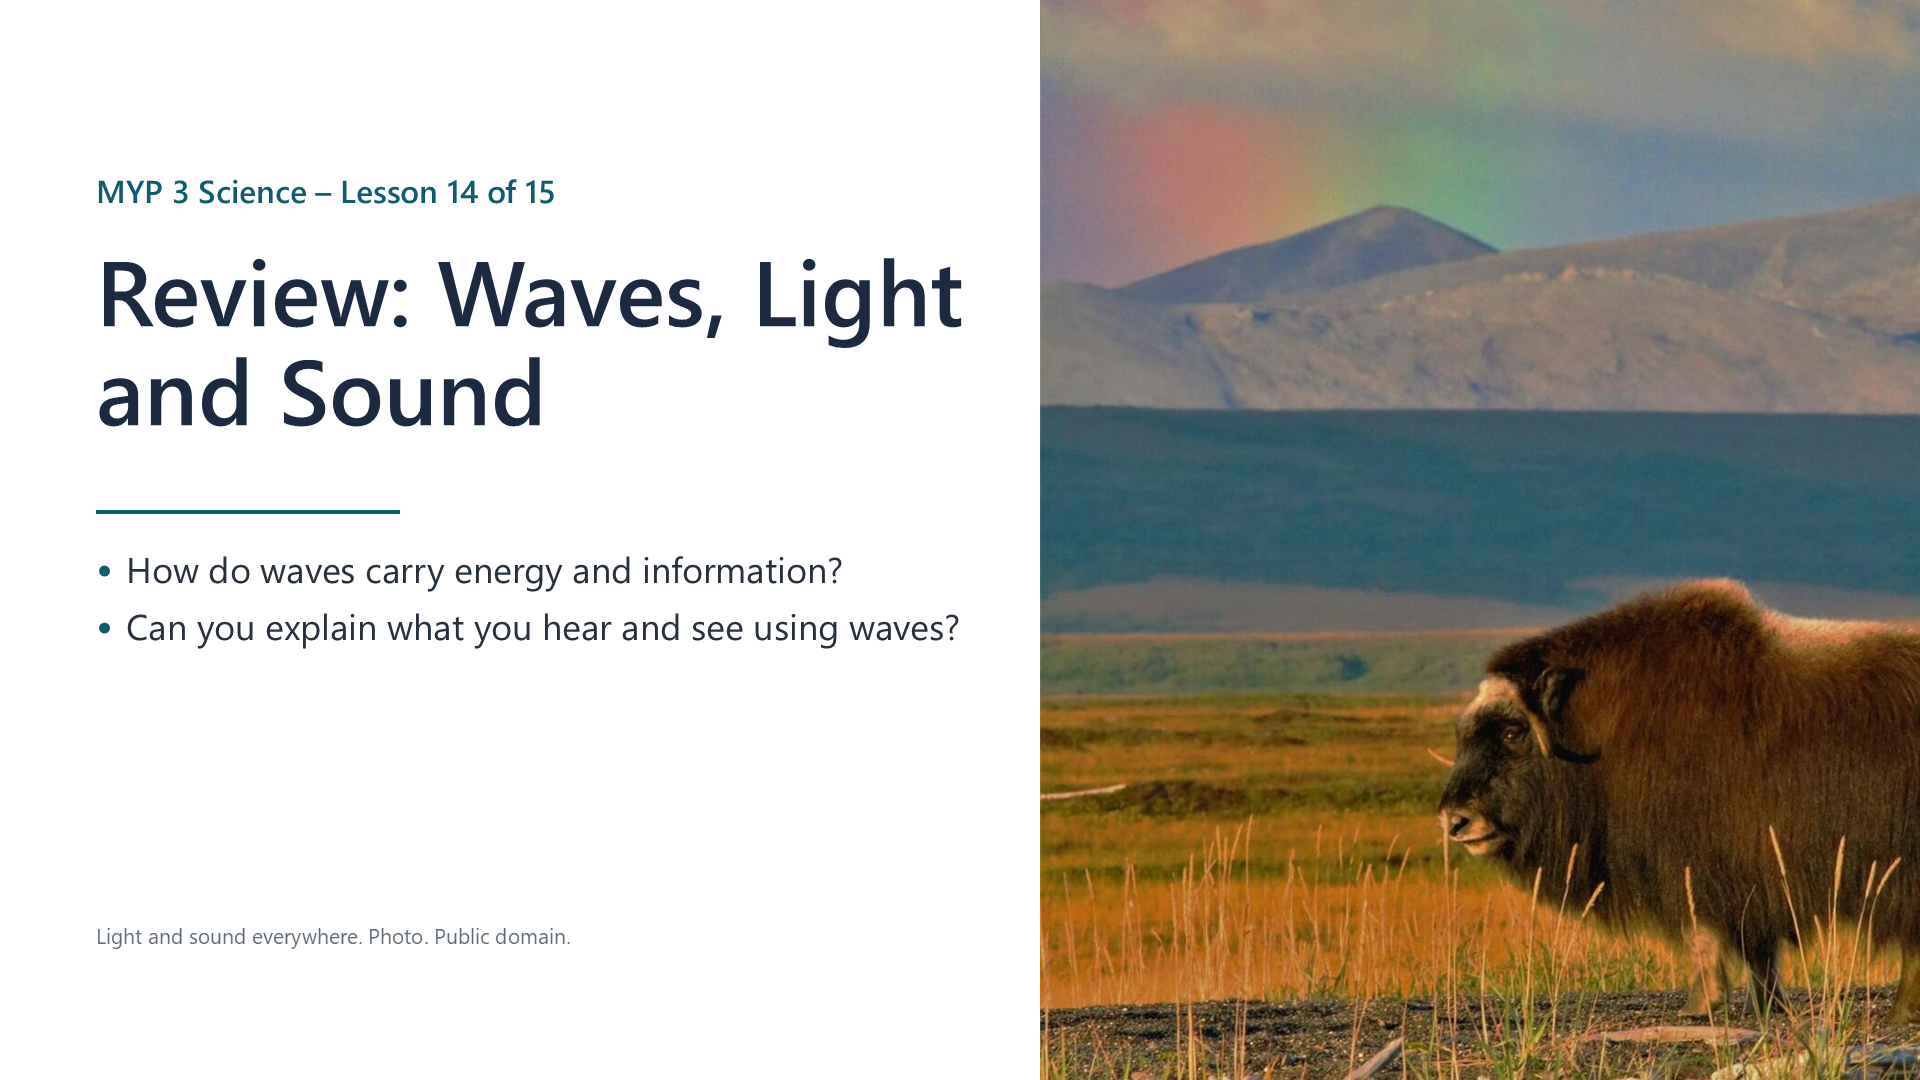 MYP 3 Science – Lesson 14 of 15
Review: Waves, Light
and Sound
• How do waves carry energy and information?
• Can you explain what you hear and see using waves?
Light and sound everywhere. Photo. Public domain.